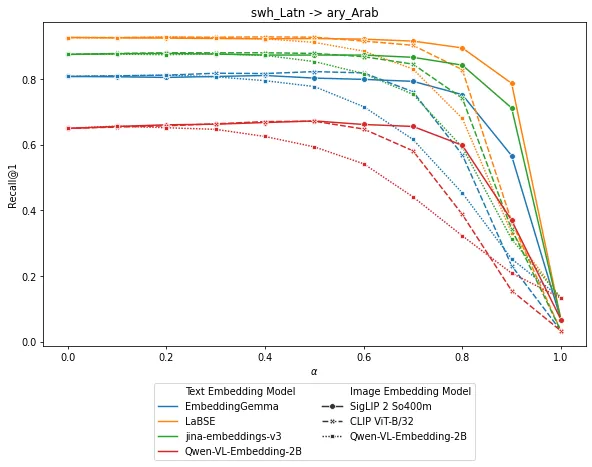 swh_Latn -> ary_Arab
Recall@1
0.8
0.6
0.4
0.2
0.0
0.0 0.2 0.4 0.6 0.8 1.0
α
Text Embedding Model Image Embedding Model
EmbeddingGemma SigLIP 2 So400m
LaBSE CLIP ViT-B/32
jina-embeddings-v3 Qwen-VL-Embedding-2B
Qwen-VL-Embedding-2B